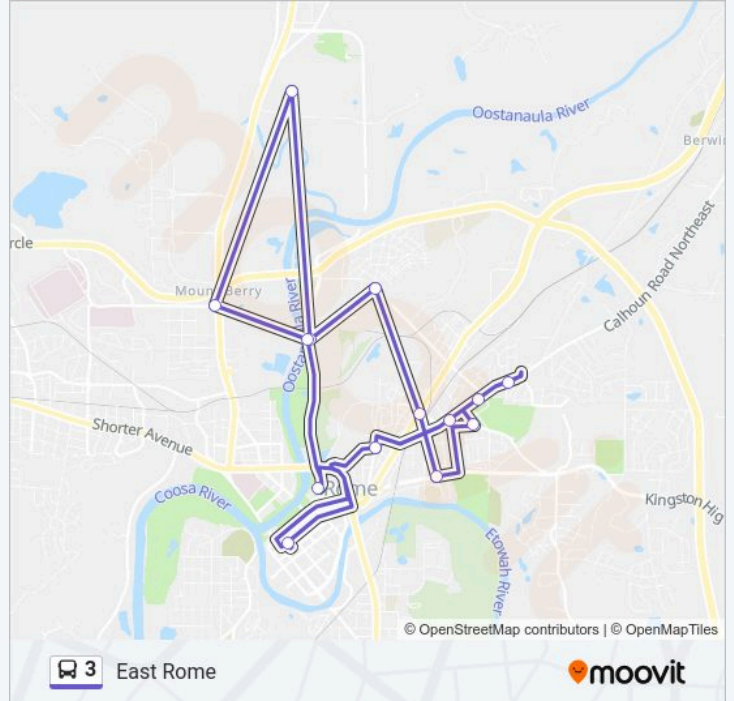 Oostanaula River
Berwi
rcle
Mount Berry
Oostanaula River
Calhoun Road Northeast
Shorter Avenue
Coosa River
Rome
Kingston Hig
Etowah River
© OpenStreetMap contributors | © OpenMapTiles
3 East Rome
moovit